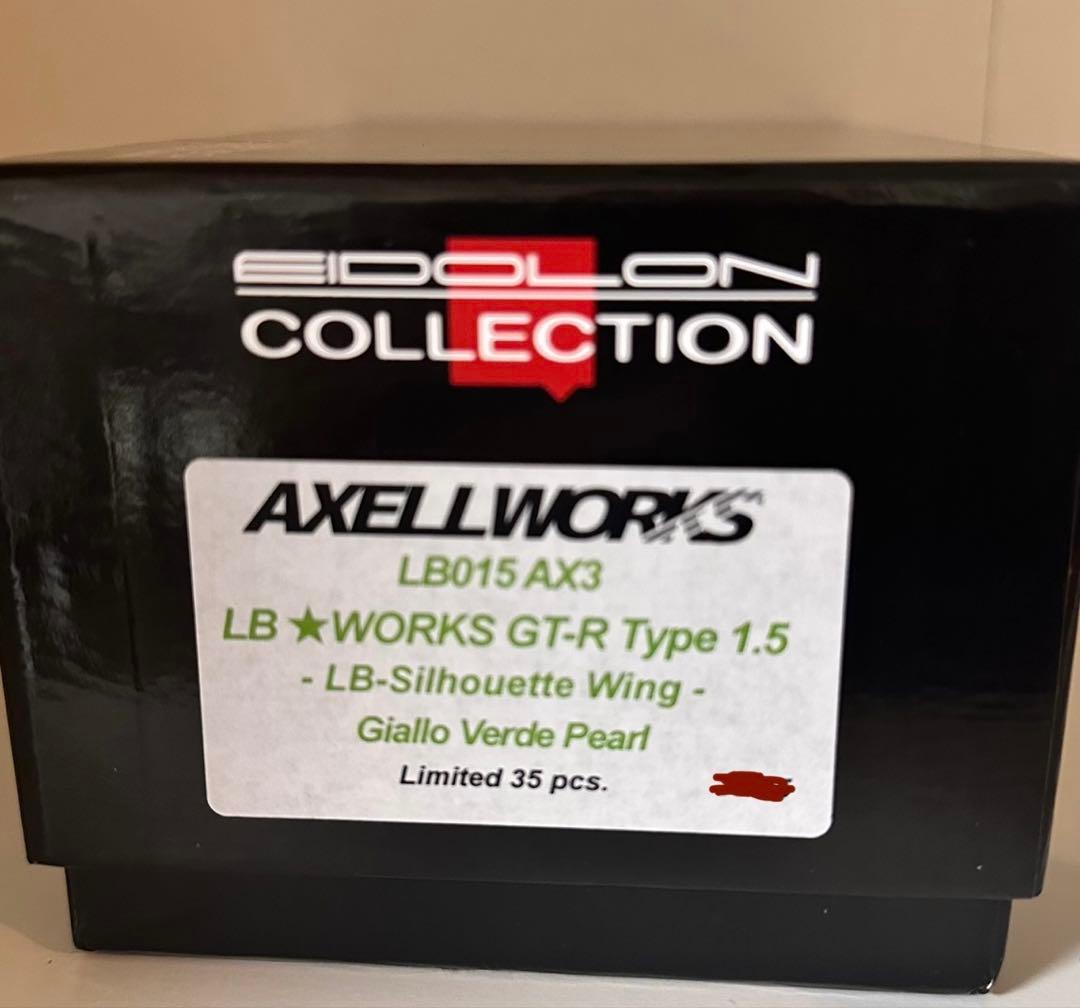 EIDOLON
COLLECTION
AXELLWORKS
LB015 AX3
LB★WORKS GT-R Type 1.5
- LB-Silhouette Wing -
Giallo Verde Pearl
Limited 35 pcs.